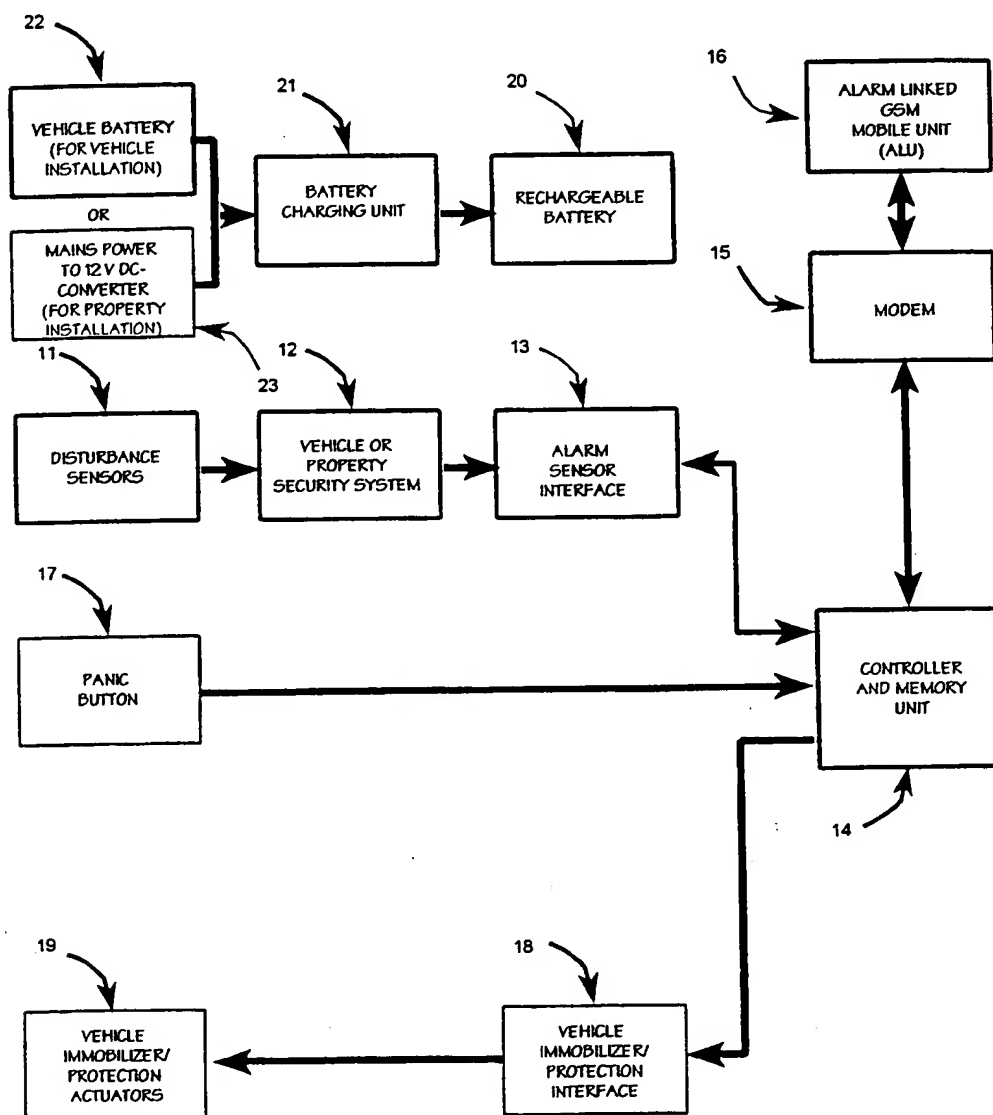 22
VEHICLE BATTERY
(FOR VEHICLE
INSTALLATION)
OR
MAINS POWER
TO 12 V DC-
CONVERTER
(FOR PROPERTY
INSTALLATION)
23
21
BATTERY
CHARGING UNIT
20
RECHARGEABLE
BATTERY
16
ALARM LINKED
GSM
MOBILE UNIT
(ALU)
15
MODEM
11
DISTURBANCE
SENSORS
12
VEHICLE OR
PROPERTY
SECURITY SYSTEM
13
ALARM
SENSOR
INTERFACE
17
PANIC
BUTTON
CONTROLLER
AND MEMORY
UNIT
14
19
VEHICLE
IMMOBILIZER/
PROTECTION
ACTUATORS
18
VEHICLE
IMMOBILIZER/
PROTECTION
INTERFACE